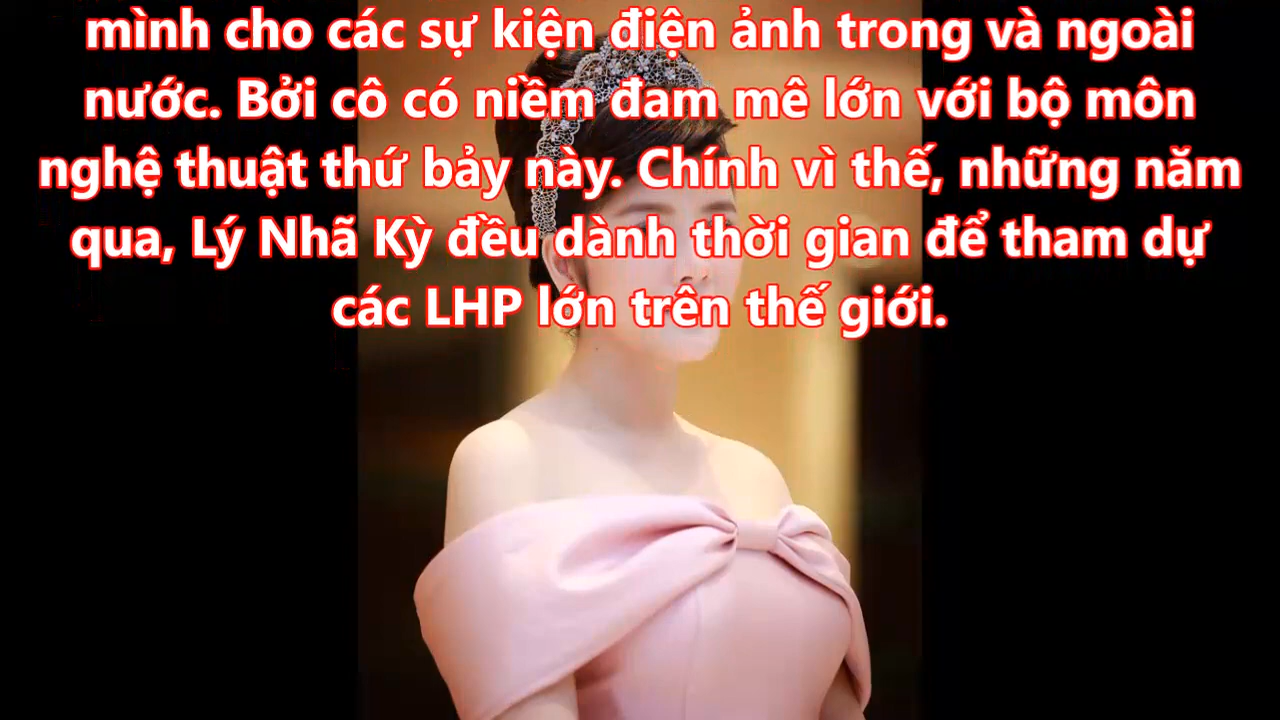 mình cho các sự kiện điện ảnh trong và ngoài
nước. Bởi cô có niềm đam mê lớn với bộ môn
nghệ thuật thứ bảy này. Chính vì thế, những năm
qua, Lý Nhã Kỳ đều dành thời gian để tham dự
các LHP lớn trên thế giới.